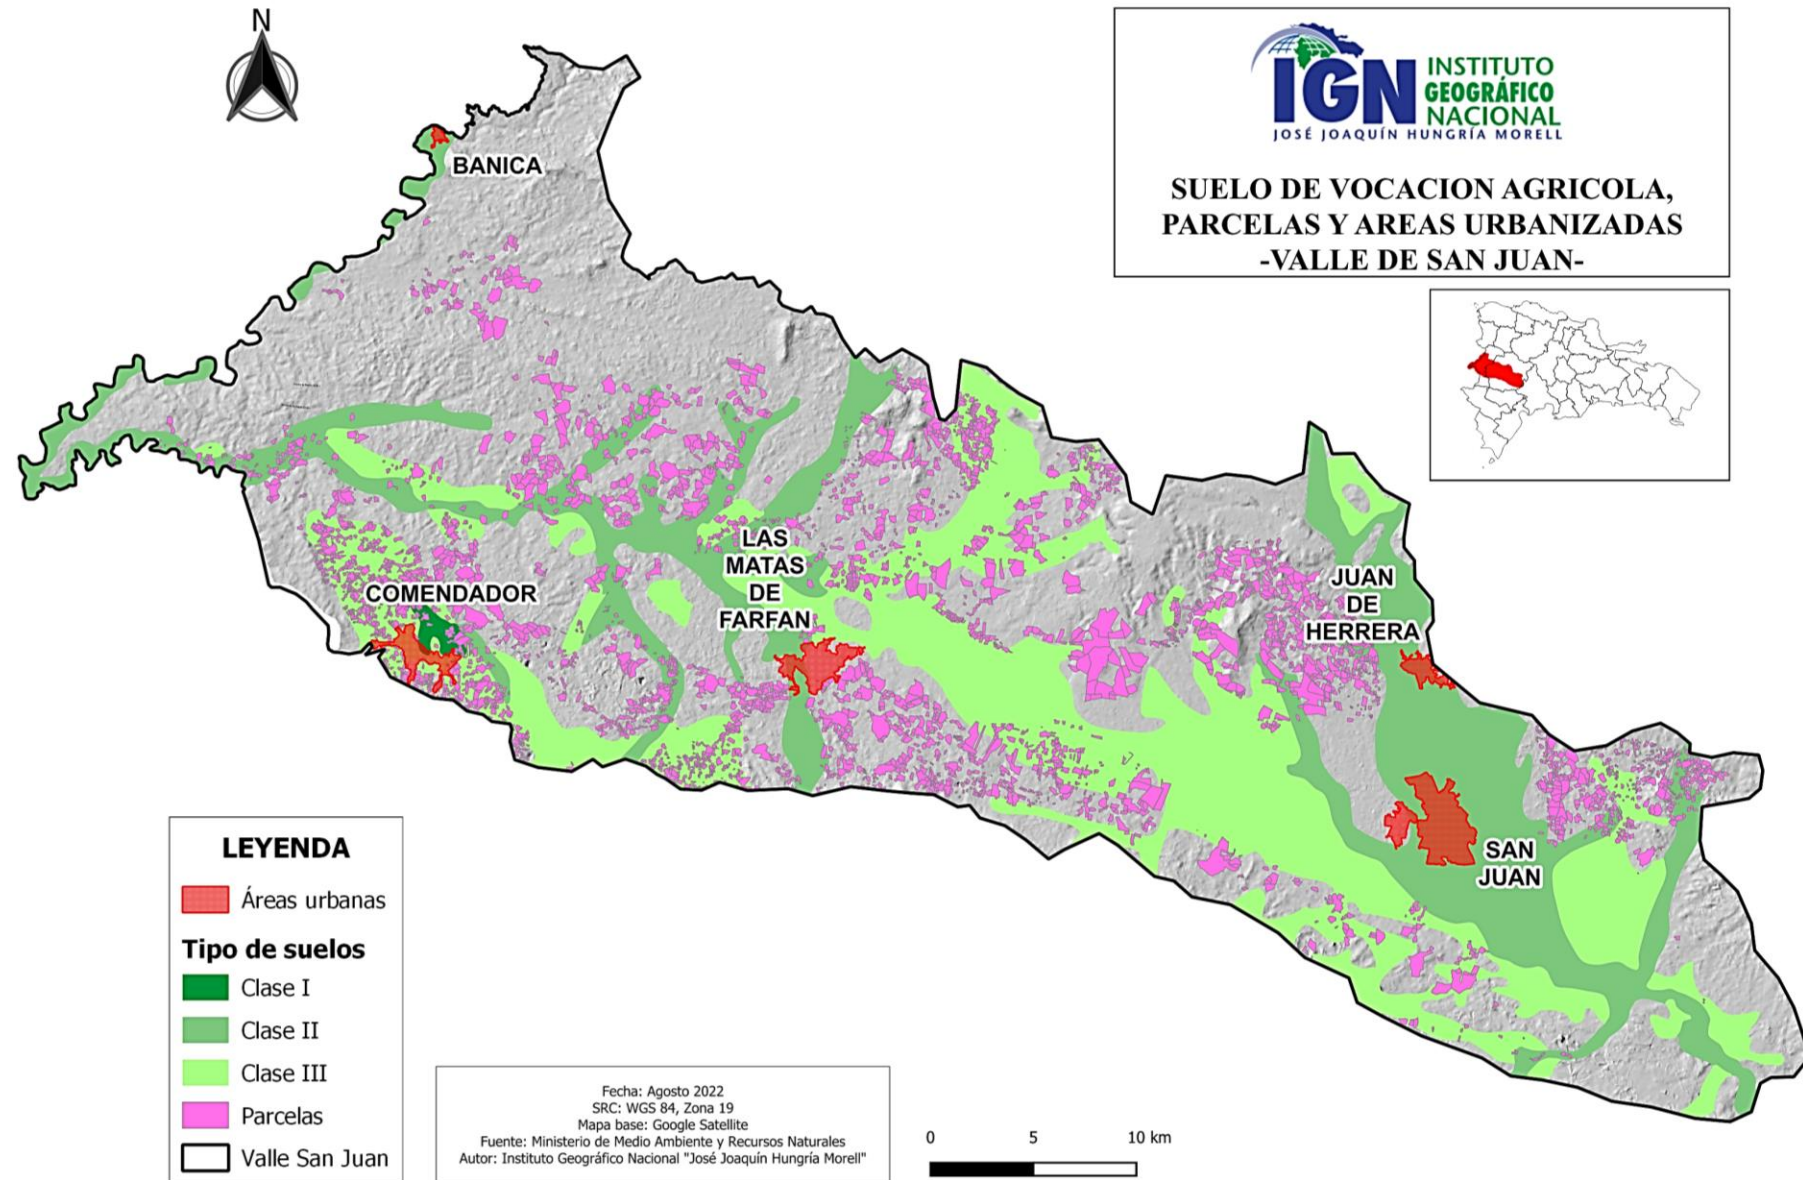 N
IGN INSTITUTO
GEOGRÁFICO
NACIONAL
JOSÉ JOAQUÍN HUNGRÍA MORELL
SUELO DE VOCACION AGRICOLA,
PARCELAS Y AREAS URBANIZADAS
-VALLE DE SAN JUAN-
BANICA
LAS
MATAS
DE
FARFAN
COMENDADOR
JUAN
DE
HERRERA
SAN
JUAN
LEYENDA
Áreas urbanas
Tipo de suelos
Clase I
Clase II
Clase III
Parcelas
Valle San Juan
Fecha: Agosto 2022
SRC: WGS 84, Zona 19
Mapa base: Google Satellite
Fuente: Ministerio de Medio Ambiente y Recursos Naturales
Autor: Instituto Geográfico Nacional "José Joaquín Hungría Morell"
0 5 10 km